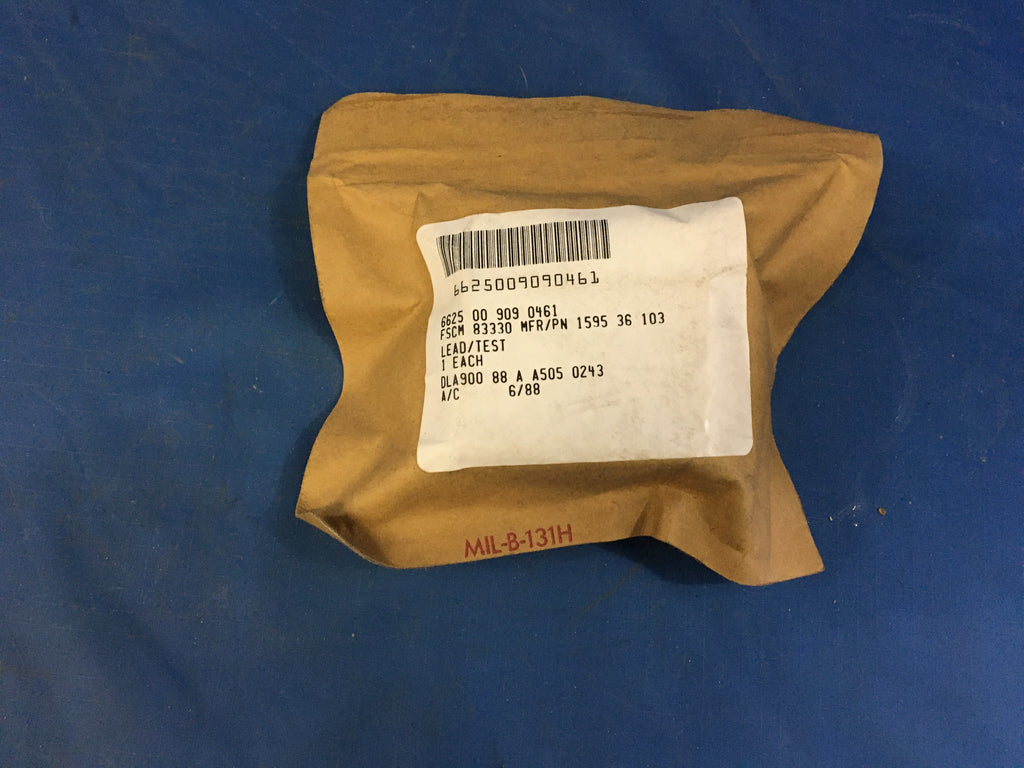 6625009090461
6625 00 909 0461
FSCM 83330 MFR/PN 1595 36 103
LEAD/TEST
1 EACH
DLA900 88 A A505 0243
A/C 6/88
MIL-B-131H